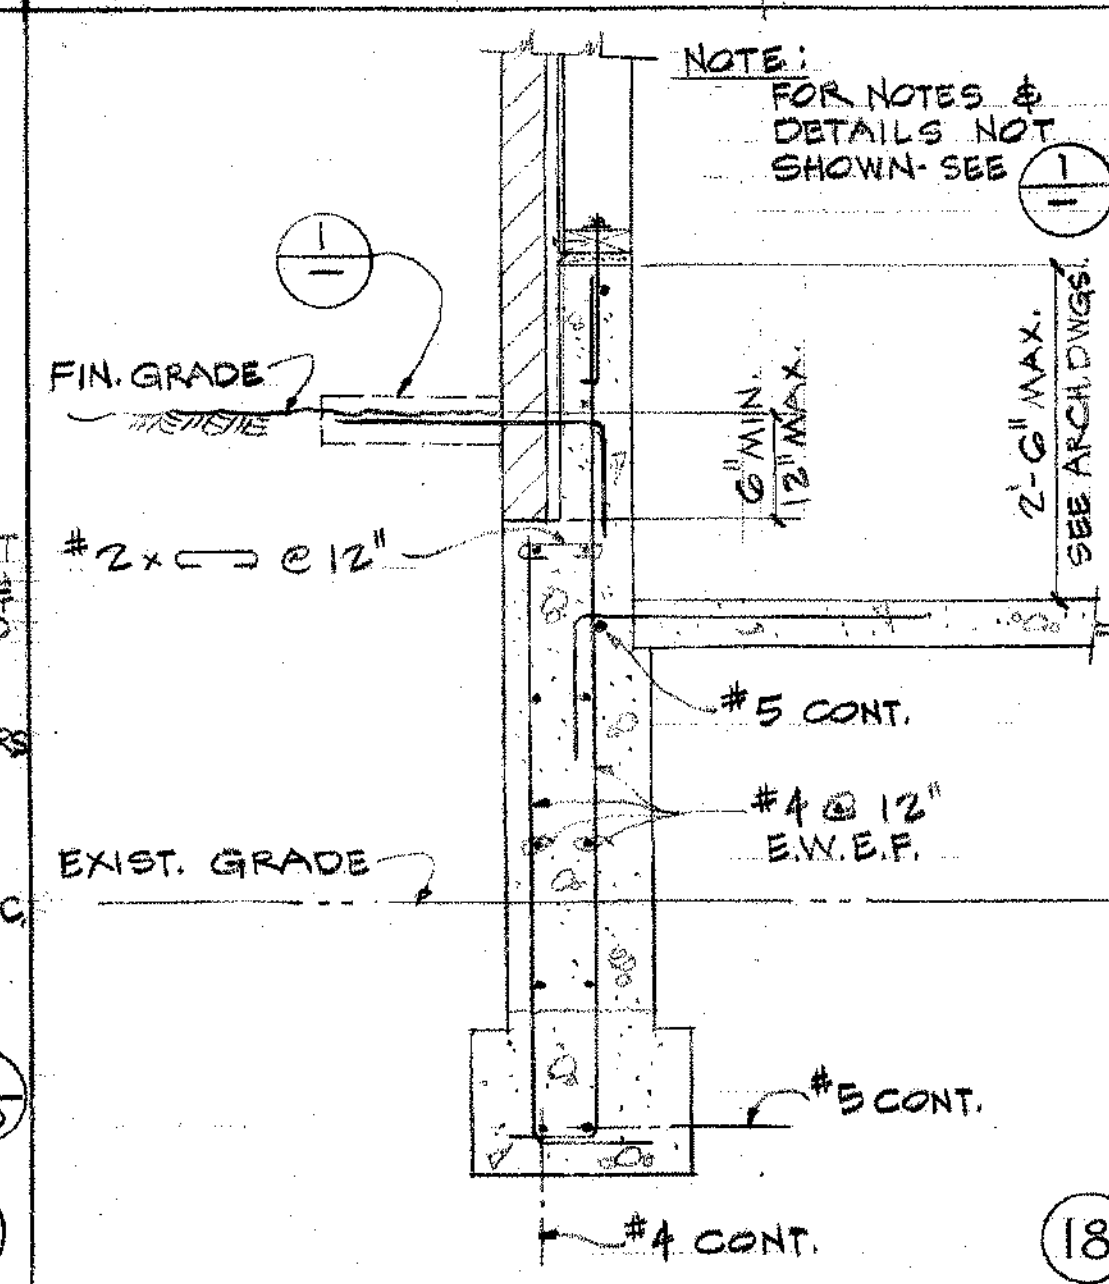 NOTE:
FOR NOTES &
DETAILS NOT
SHOWN- SEE
1
—
1
—
FIN. GRADE
6" MIN.
12" MAX.
2'-6" MAX.
SEE ARCH. DWGS.
#2 x @ 12"
#5 CONT.
#4 @ 12"
E.W.E.F.
EXIST. GRADE
#5 CONT.
#4 CONT.
18